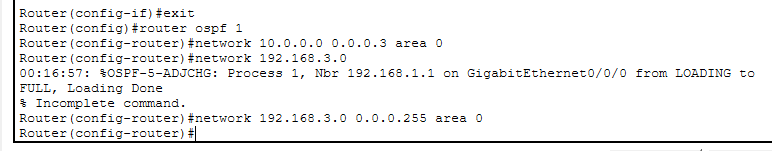 Router(config-if)#exit
Router(config)#router ospf 1
Router(config-router)#network 10.0.0.0 0.0.0.3 area 0
Router(config-router)#network 192.168.3.0
00:16:57: %OSPF-5-ADJCHG: Process 1, Nbr 192.168.1.1 on GigabitEthernet0/0/0 from LOADING to
FULL, Loading Done
% Incomplete command.
Router(config-router)#network 192.168.3.0 0.0.0.255 area 0
Router(config-router)#